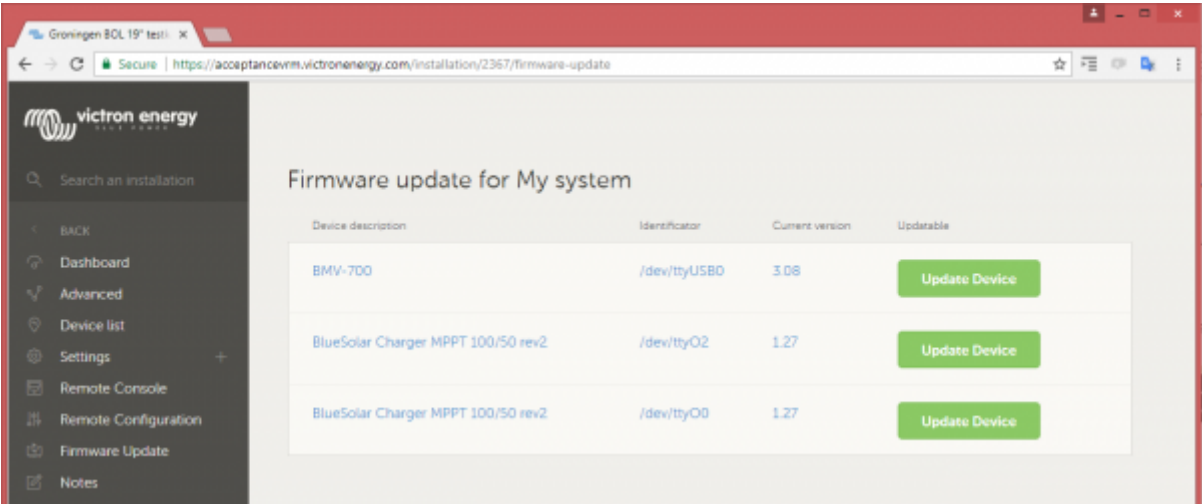 Groningen BOL 19" testi
Secure | https://acceptancevrm.victronenergy.com/installation/2367/firmware-update
victron energy
BLUE POWER
Search an installation
BACK
Dashboard
Advanced
Device list
Settings +
Remote Console
Remote Configuration
Firmware Update
Notes
Firmware update for My system
Device description Identificator Current version Updatable
BMV-700 /dev/ttyUSB0 3.08 Update Device
BlueSolar Charger MPPT 100/50 rev2 /dev/ttyO2 1.27 Update Device
BlueSolar Charger MPPT 100/50 rev2 /dev/ttyO0 1.27 Update Device